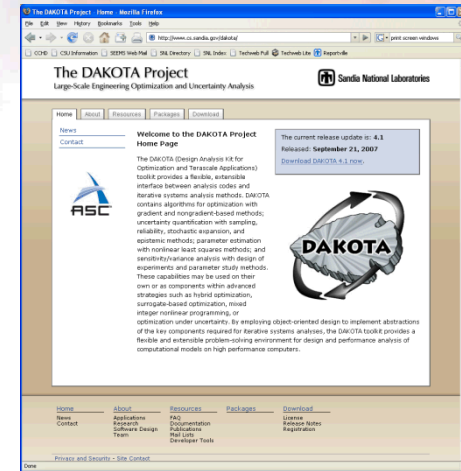 The DAKOTA Project - Home - Mozilla Firefox
File Edit View History Bookmarks Tools Help
http://www.cs.sandia.gov/dakota/
print screen windows
CCHD CSU Information SEEMS Web Mail SNL Directory SNL Index Techweb Full Techweb Lite Reportville
The DAKOTA Project
Large-Scale Engineering Optimization and Uncertainty Analysis
Sandia National Laboratories
Home About Resources Packages Download
News
Contact
ASC
Welcome to the DAKOTA Project
Home Page
The DAKOTA (Design Analysis Kit for
Optimization and Terascale Applications)
toolkit provides a flexible, extensible
interface between analysis codes and
iterative systems analysis methods. DAKOTA
contains algorithms for optimization with
gradient and nongradient-based methods;
uncertainty quantification with sampling,
reliability, stochastic expansion, and
epistemic methods; parameter estimation
with nonlinear least squares methods; and
sensitivity/variance analysis with design of
experiments and parameter study methods.
These capabilities may be used on their
own or as components within advanced
strategies such as hybrid optimization,
surrogate-based optimization, mixed
integer nonlinear programming, or
optimization under uncertainty. By employing object-oriented design to implement abstractions
of the key components required for iterative systems analyses, the DAKOTA toolkit provides a
flexible and extensible problem-solving environment for design and performance analysis of
computational models on high performance computers.
The current release update is: 4.1
Released: September 21, 2007
Download DAKOTA 4.1 now.
DAKOTA
Home About Resources Packages Download
News Applications FAQ License
Contact Research Documentation Release Notes
Software Design Publications Registration
Team Mail Lists
Developer Tools
Privacy and Security - Site Contact
Done